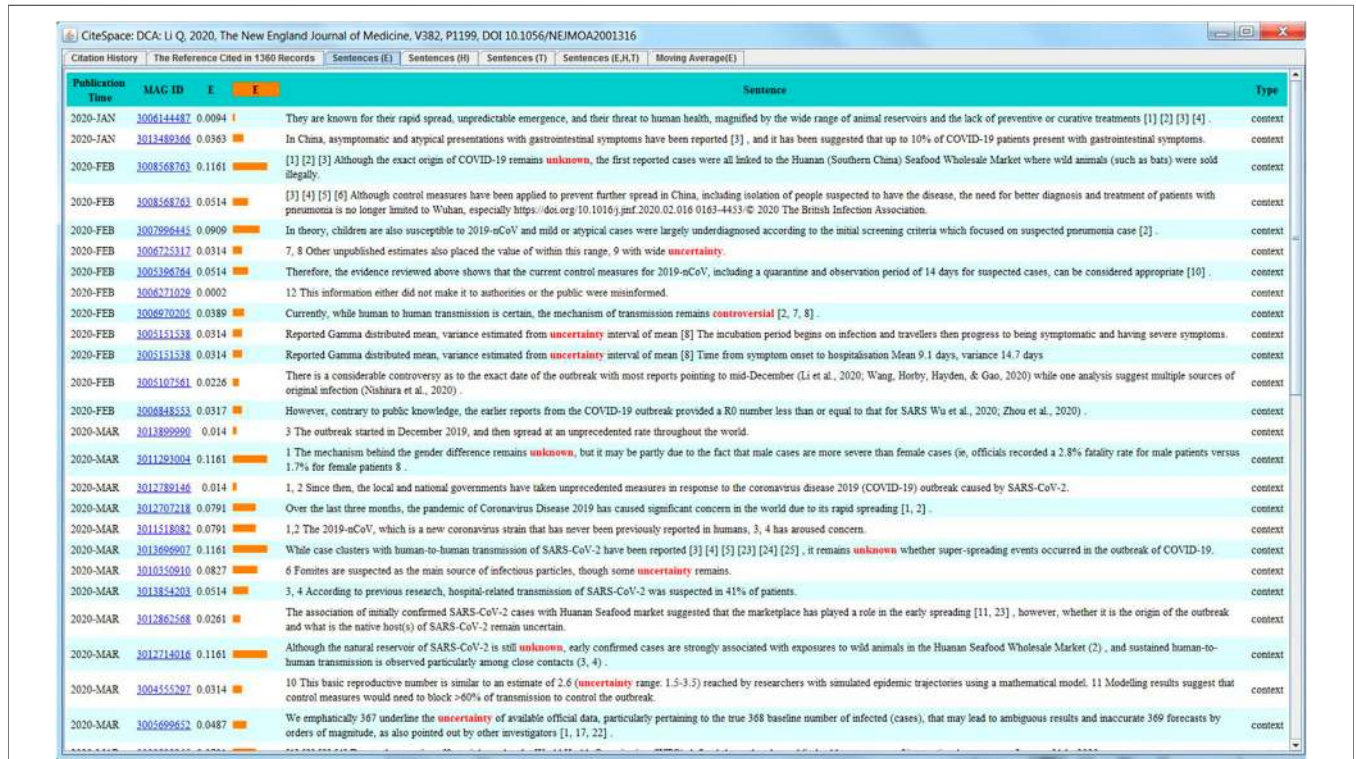 CiteSpace: DCA: Li Q, 2020, The New England Journal of Medicine, V382, P1199, DOI 10.1056/NEJMOA2001316
Citation History The Reference Cited in 1360 Records Sentences (E) Sentences (H) Sentences (T) Sentences (E,H,T) Moving Average(E)
Publication Time MAG ID E E Sentence Type
2020-JAN 3006144487 0.0094 They are known for their rapid spread, unpredictable emergence, and their threat to human health, magnified by the wide range of animal reservoirs and the lack of preventive or curative treatments [1] [2] [3] [4] . context
2020-JAN 3013489366 0.0363 In China, asymptomatic and atypical presentations with gastrointestinal symptoms have been reported [3] , and it has been suggested that up to 10% of COVID-19 patients present with gastrointestinal symptoms. context
2020-FEB 3008568763 0.1161 [1] [2] [3] Although the exact origin of COVID-19 remains unknown, the first reported cases were all linked to the Huanan (Southern China) Seafood Wholesale Market where wild animals (such as bats) were sold
illegally. context
2020-FEB 3008568763 0.0514 [3] [4] [5] [6] Although control measures have been applied to prevent further spread in China, including isolation of people suspected to have the disease, the need for better diagnosis and treatment of patients with
pneumonia is no longer limited to Wuhan, especially https://doi.org/10.1016/j.jinf.2020.02.016 0163-4453/© 2020 The British Infection Association. context
2020-FEB 3007996445 0.0909 In theory, children are also susceptible to 2019-nCoV and mild or atypical cases were largely underdiagnosed according to the initial screening criteria which focused on suspected pneumonia case [2] . context
2020-FEB 3006725317 0.0314 7, 8 Other unpublished estimates also placed the value of within this range, 9 with wide uncertainty. context
2020-FEB 3005396764 0.0514 Therefore, the evidence reviewed above shows that the current control measures for 2019-nCoV, including a quarantine and observation period of 14 days for suspected cases, can be considered appropriate [10] . context
2020-FEB 3006271029 0.0002 12 This information either did not make it to authorities or the public were misinformed. context
2020-FEB 3006970205 0.0389 Currently, while human to human transmission is certain, the mechanism of transmission remains controversial [2, 7, 8] . context
2020-FEB 3005151538 0.0314 Reported Gamma distributed mean, variance estimated from uncertainty interval of mean [8] The incubation period begins on infection and travellers then progress to being symptomatic and having severe symptoms. context
2020-FEB 3005151538 0.0314 Reported Gamma distributed mean, variance estimated from uncertainty interval of mean [8] Time from symptom onset to hospitalisation Mean 9.1 days, variance 14.7 days context
2020-FEB 3005107561 0.0226 There is a considerable controversy as to the exact date of the outbreak with most reports pointing to mid-December (Li et al., 2020; Wang, Horby, Hayden, & Gao, 2020) while one analysis suggest multiple sources of
original infection (Nishiura et al., 2020) . context
2020-FEB 3006848553 0.0317 However, contrary to public knowledge, the earlier reports from the COVID-19 outbreak provided a R0 number less than or equal to that for SARS Wu et al., 2020; Zhou et al., 2020) . context
2020-MAR 3013899990 0.014 3 The outbreak started in December 2019, and then spread at an unprecedented rate throughout the world. context
2020-MAR 3011293004 0.1161 1 The mechanism behind the gender difference remains unknown, but it may be partly due to the fact that male cases are more severe than female cases (ie, officials recorded a 2.8% fatality rate for male patients versus
1.7% for female patients 8 . context
2020-MAR 3012789146 0.014 1, 2 Since then, the local and national governments have taken unprecedented measures in response to the coronavirus disease 2019 (COVID-19) outbreak caused by SARS-CoV-2. context
2020-MAR 3012707218 0.0791 Over the last three months, the pandemic of Coronavirus Disease 2019 has caused significant concern in the world due to its rapid spreading [1, 2] . context
2020-MAR 3011518082 0.0791 1,2 The 2019-nCoV, which is a new coronavirus strain that has never been previously reported in humans, 3, 4 has aroused concern. context
2020-MAR 3013696907 0.1161 While case clusters with human-to-human transmission of SARS-CoV-2 have been reported [3] [4] [5] [23] [24] [25] , it remains unknown whether super-spreading events occurred in the outbreak of COVID-19. context
2020-MAR 3010350910 0.0827 6 Fomites are suspected as the main source of infectious particles, though some uncertainty remains. context
2020-MAR 3013854203 0.0514 3, 4 According to previous research, hospital-related transmission of SARS-CoV-2 was suspected in 41% of patients. context
2020-MAR 3012862568 0.0261 The association of initially confirmed SARS-CoV-2 cases with Huanan Seafood market suggested that the marketplace has played a role in the early spreading [11, 23] , however, whether it is the origin of the outbreak
and what is the native host(s) of SARS-CoV-2 remain uncertain. context
2020-MAR 3012714016 0.1161 Although the natural reservoir of SARS-CoV-2 is still unknown, early confirmed cases are strongly associated with exposures to wild animals in the Huanan Seafood Wholesale Market (2) , and sustained human-to-
human transmission is observed particularly among close contacts (3, 4) . context
2020-MAR 3004555297 0.0314 10 This basic reproductive number is similar to an estimate of 2.6 (uncertainty range: 1.5-3.5) reached by researchers with simulated epidemic trajectories using a mathematical model. 11 Modelling results suggest that
control measures would need to block >60% of transmission to control the outbreak. context
2020-MAR 3005699652 0.0487 We emphatically 367 underline the uncertainty of available official data, particularly pertaining to the true 368 baseline number of infected (cases), that may lead to ambiguous results and inaccurate 369 forecasts by
orders of magnitude, as also pointed out by other investigators [1, 17, 22] . context